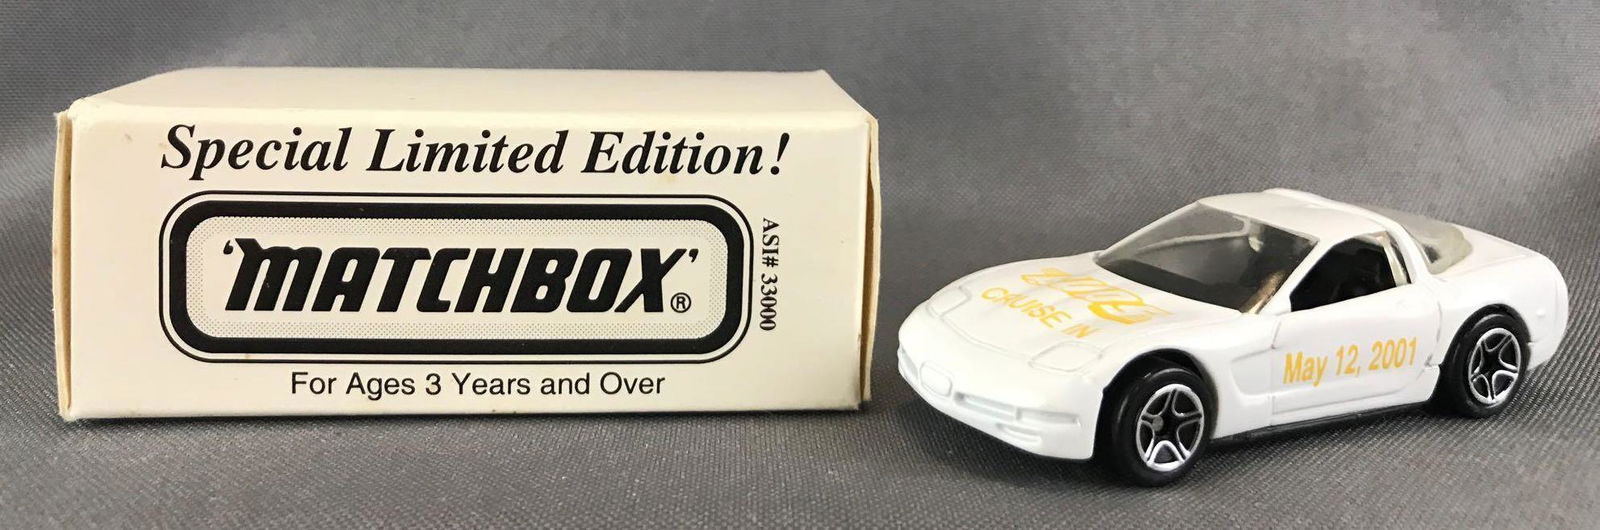 Special Limited Edition!
'MATCHBOX'®
ASI# 33000
For Ages 3 Years and Over
CRUISE IN
May 12, 2001